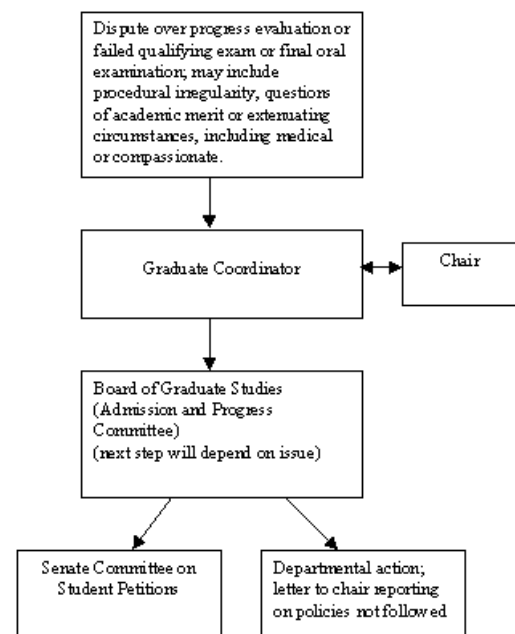 Dispute over progress evaluation or
failed qualifying exam or final oral
examination; may include
procedural irregularity, questions
of academic merit or extenuating
circumstances, including medical
or compassionate.
Graduate Coordinator
Chair
Board of Graduate Studies
(Admission and Progress
Committee)
(next step will depend on issue)
Senate Committee on
Student Petitions
Departmental action;
letter to chair reporting
on policies not followed